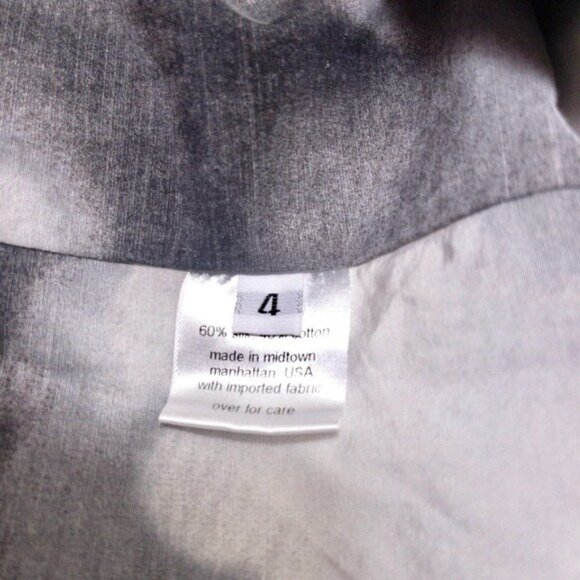 4
60% silk 40% cotton
made in midtown
manhattan, USA
with imported fabric
over for care